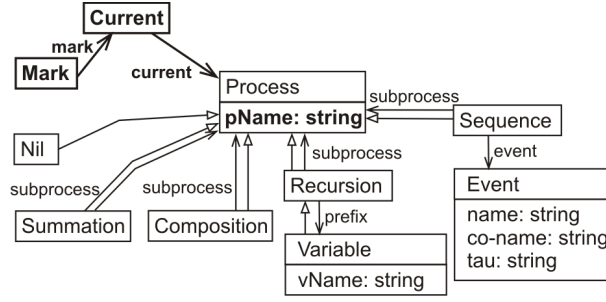 Current
mark
Mark
current
Process
pName: string
subprocess
Sequence
event
Nil
subprocess
subprocess
subprocess
Summation
Composition
Recursion
prefix
Event
name: string
co-name: string
tau: string
Variable
vName: string